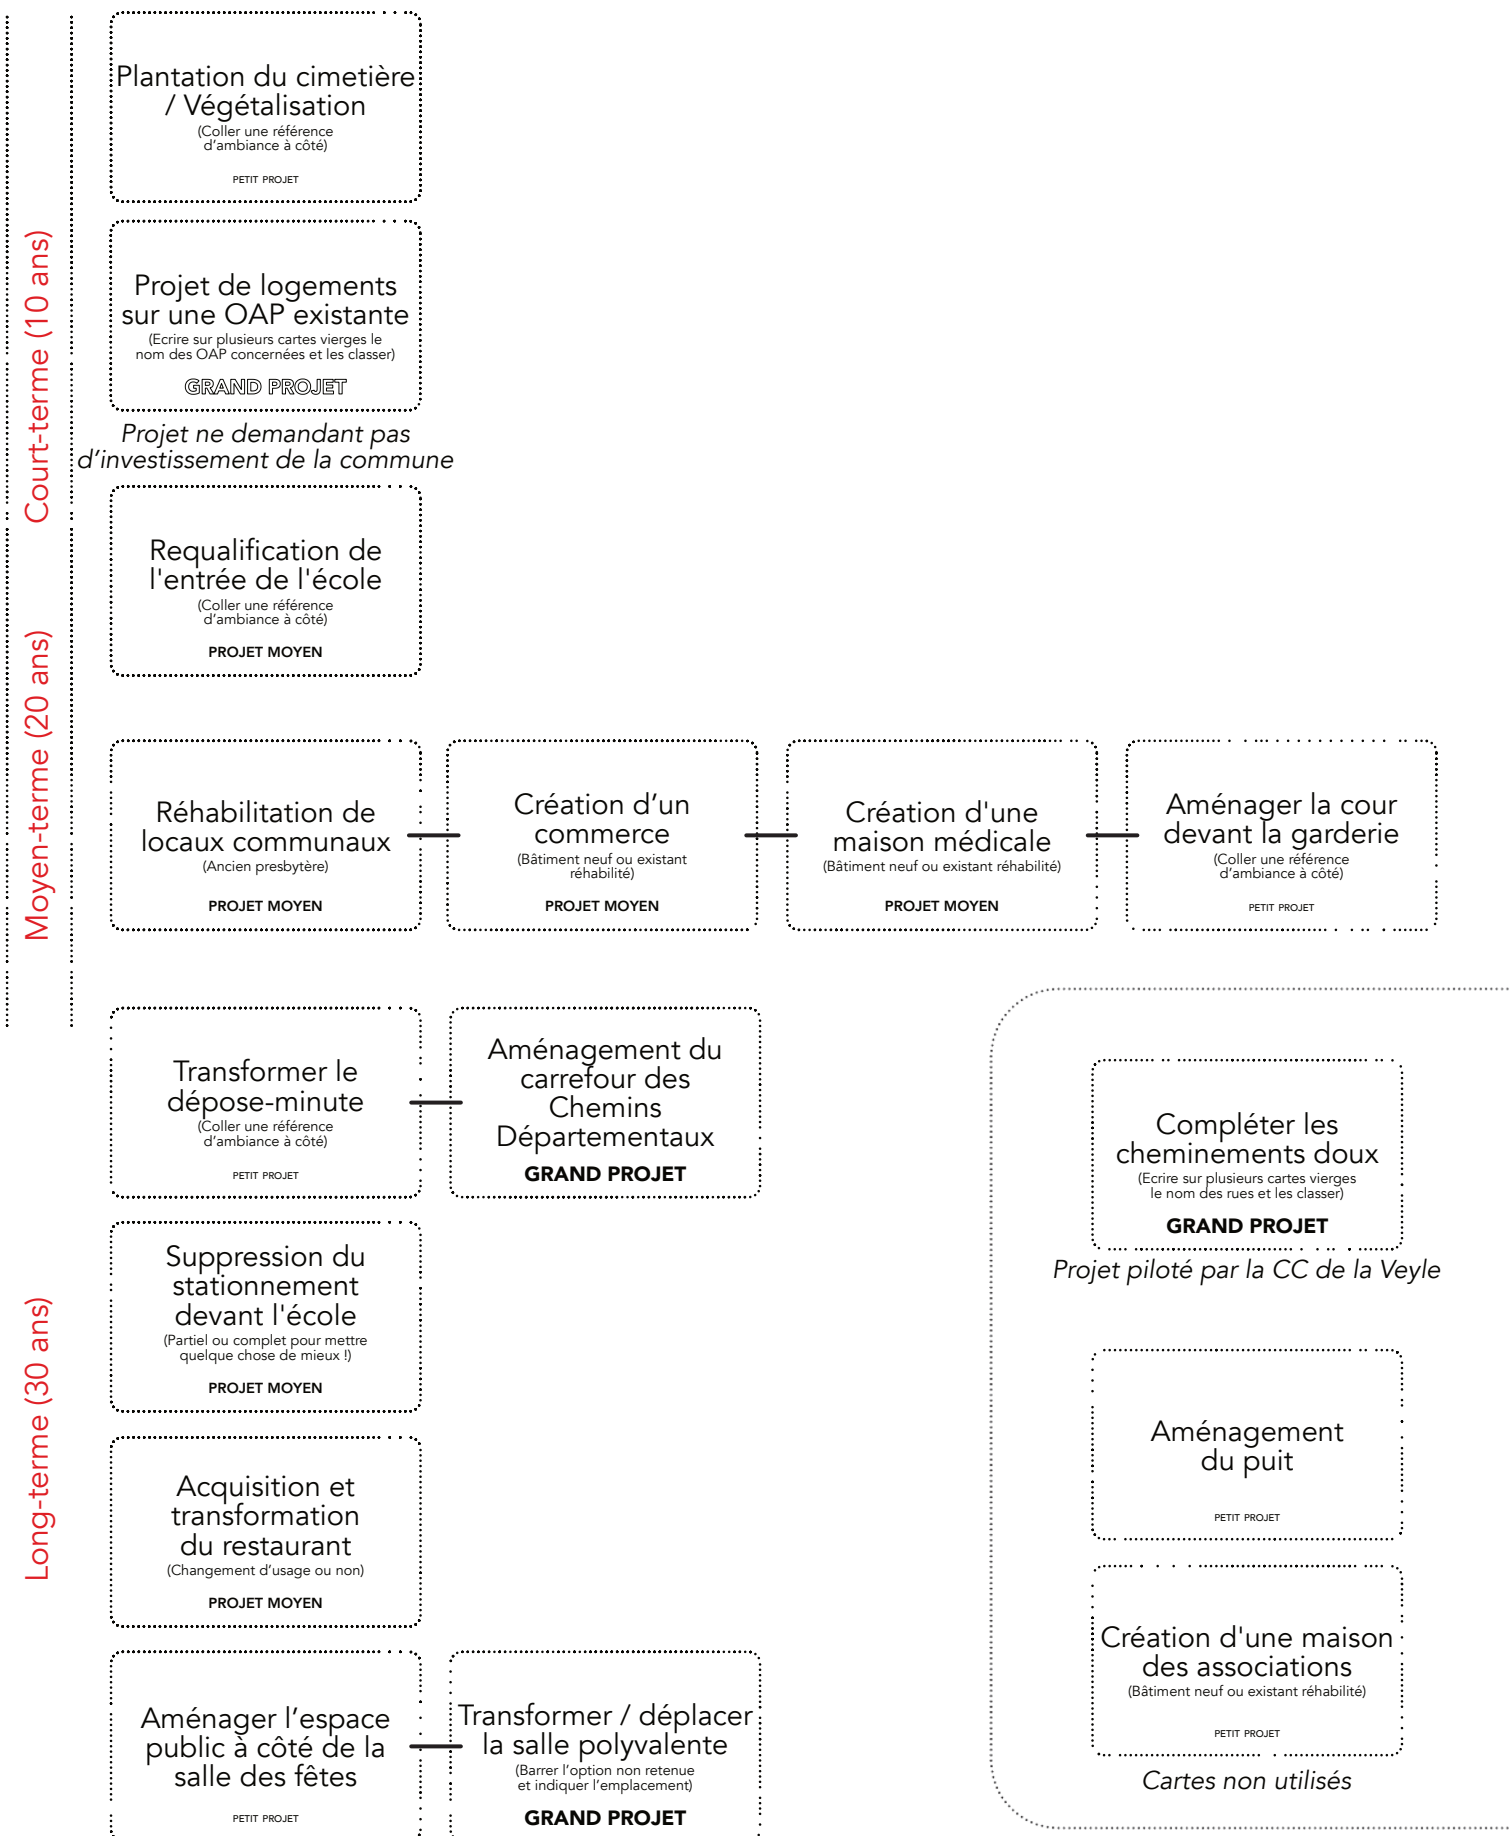 Court-terme (10 ans)
Plantation du cimetière
/ Végétalisation
(Coller une référence
d'ambiance à côté)
PETIT PROJET
Projet de logements
sur une OAP existante
(Ecrire sur plusieurs cartes vierges le
nom des OAP concernées et les classer)
GRAND PROJET
Projet ne demandant pas
d'investissement de la commune
Requalification de
l'entrée de l'école
(Coller une référence
d'ambiance à côté)
PROJET MOYEN
Moyen-terme (20 ans)
Réhabilitation de
locaux communaux
(Ancien presbytère)
PROJET MOYEN
Création d'un
commerce
(Bâtiment neuf ou existant
réhabilité)
PROJET MOYEN
Création d'une
maison médicale
(Bâtiment neuf ou existant réhabilité)
PROJET MOYEN
Aménager la cour
devant la garderie
(Coller une référence
d'ambiance à côté)
PETIT PROJET
Long-terme (30 ans)
Transformer le
dépose-minute
(Coller une référence
d'ambiance à côté)
PETIT PROJET
Aménagement du
carrefour des
Chemins
Départementaux
GRAND PROJET
Suppression du
stationnement
devant l'école
(Partiel ou complet pour mettre
quelque chose de mieux !)
PROJET MOYEN
Acquisition et
transformation
du restaurant
(Changement d'usage ou non)
PROJET MOYEN
Aménager l'espace
public à côté de la
salle des fêtes
PETIT PROJET
Transformer / déplacer
la salle polyvalente
(Barrer l'option non retenue
et indiquer l'emplacement)
GRAND PROJET
Compléter les
cheminements doux
(Ecrire sur plusieurs cartes vierges
le nom des rues et les classer)
GRAND PROJET
Projet piloté par la CC de la Veyle
Aménagement
du puit
PETIT PROJET
Création d'une maison
des associations
(Bâtiment neuf ou existant réhabilité)
PETIT PROJET
Cartes non utilisés